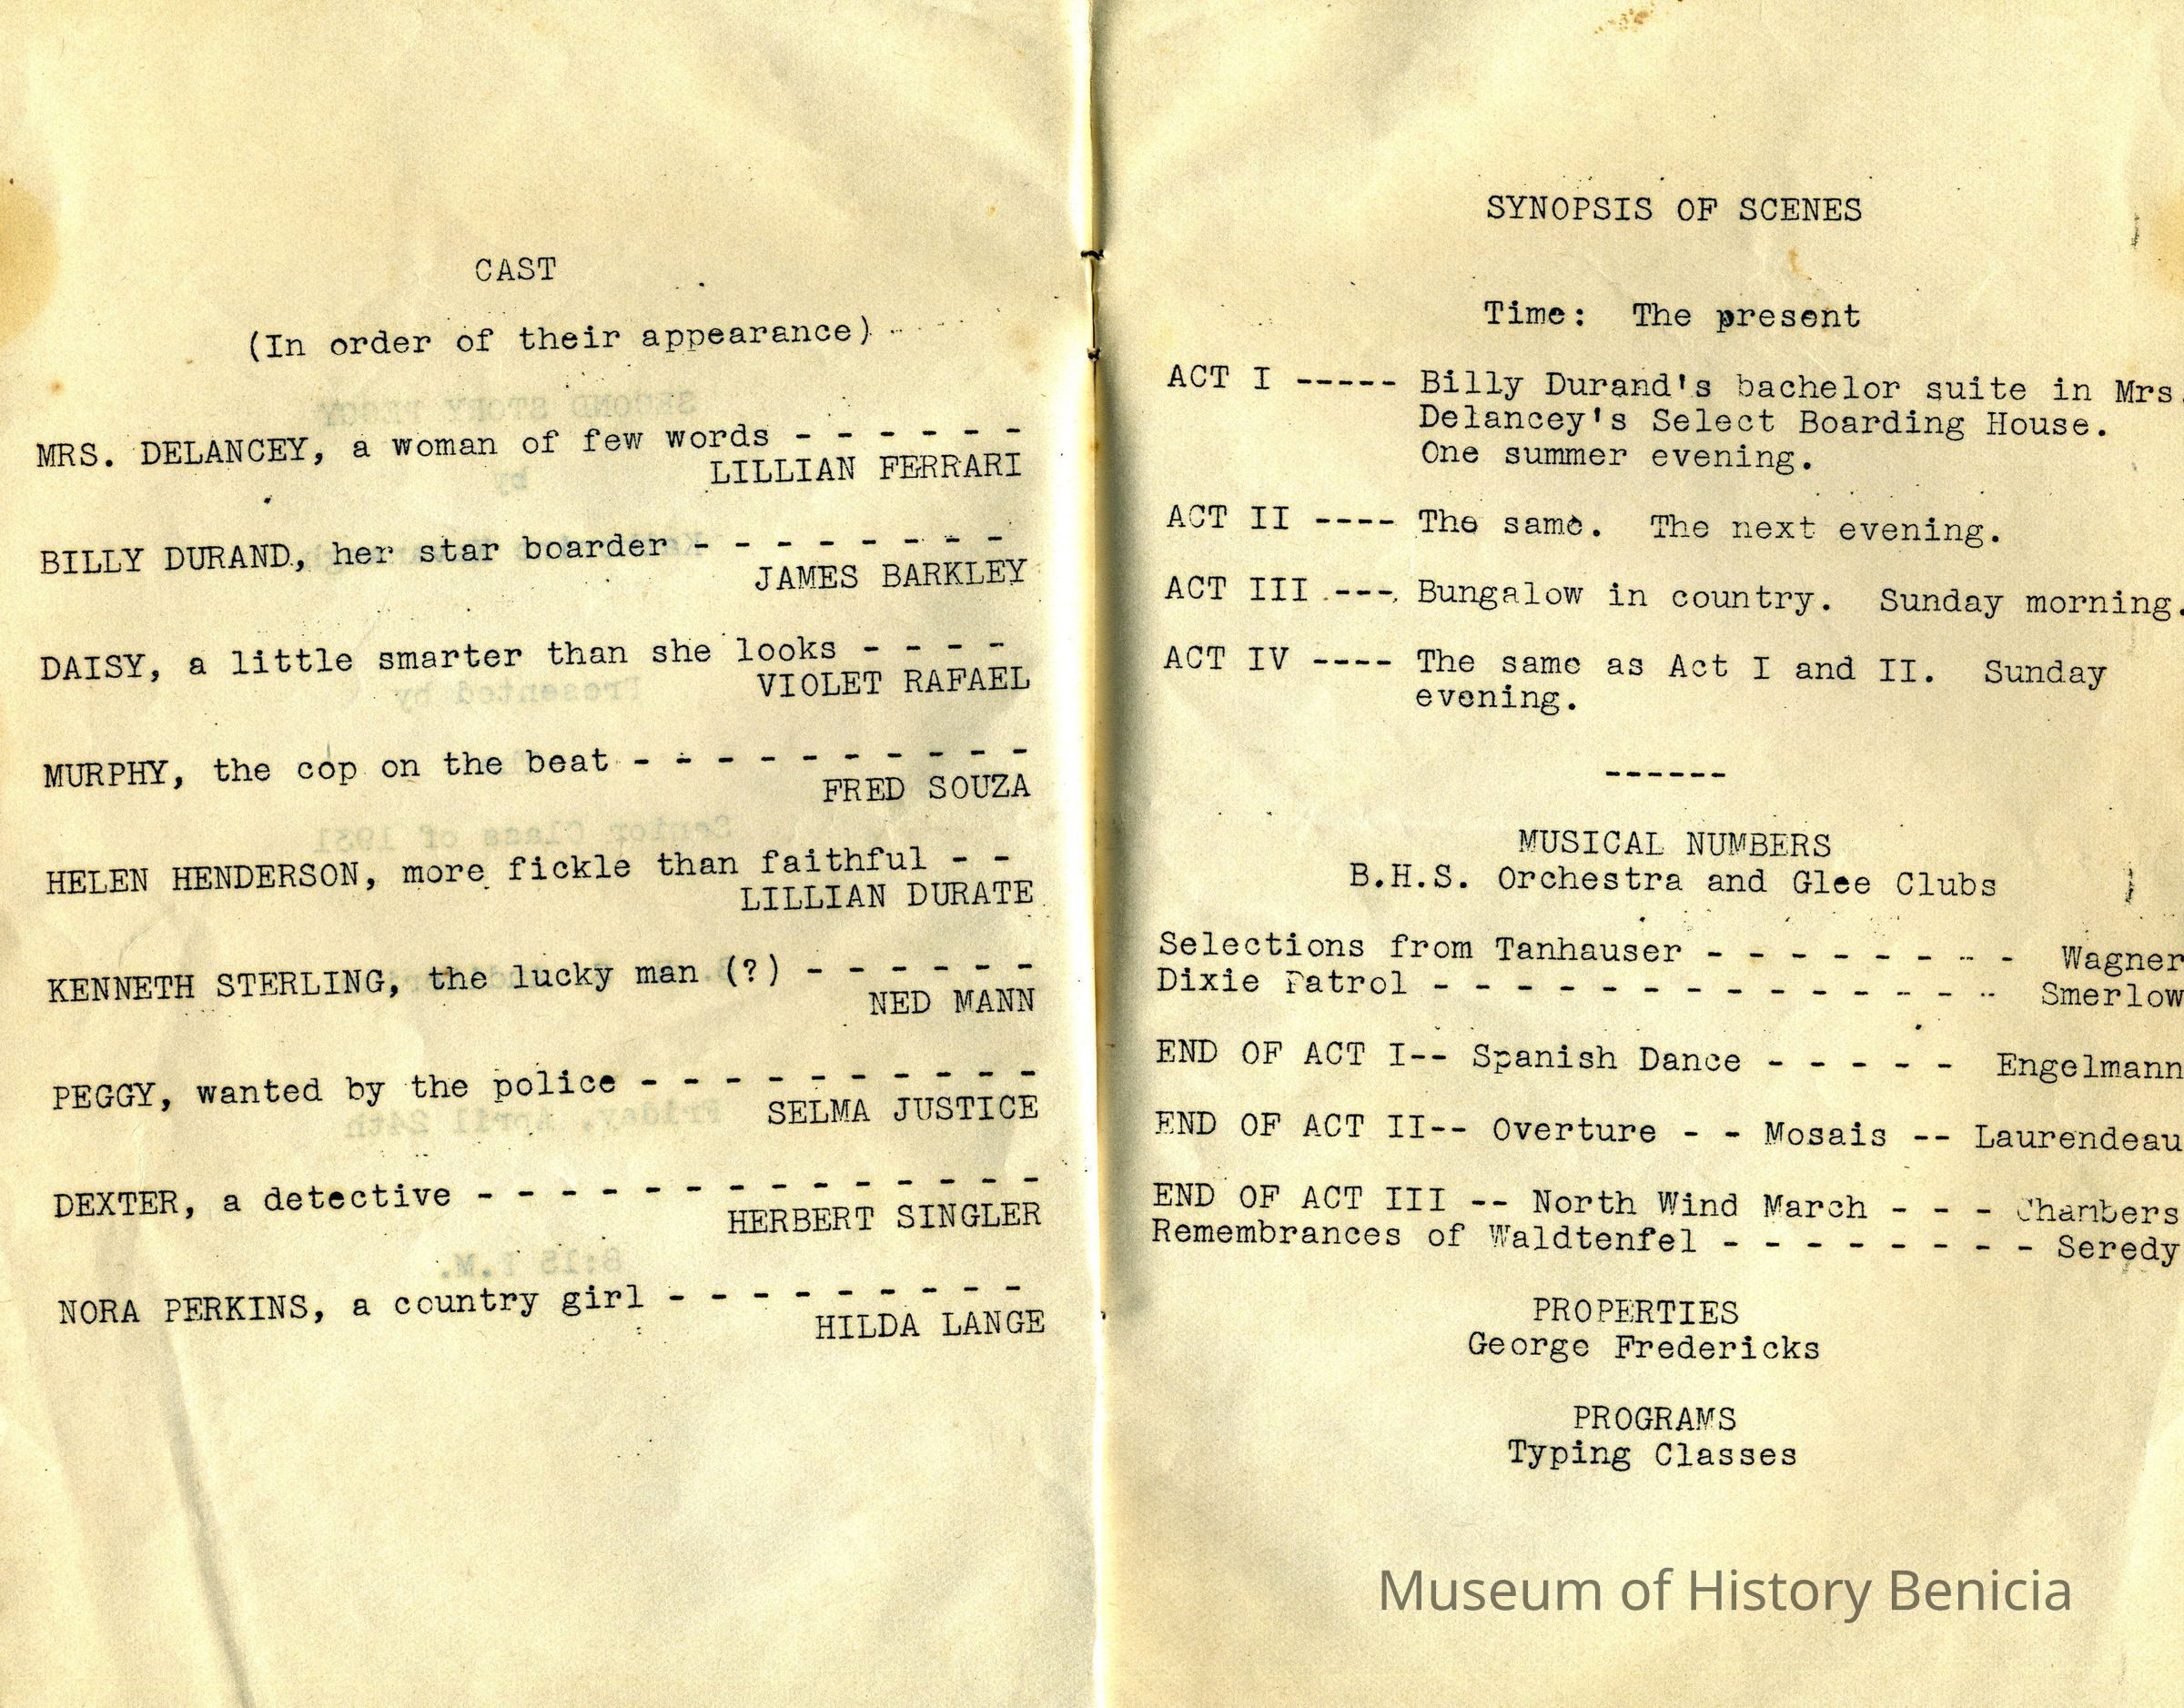 CAST
(In order of their appearance)
MRS. DELANCEY, a woman of few words - - - - - -
LILLIAN FERRARI
BILLY DURAND, her star boarder - - - - - - - -
JAMES BARKLEY
DAISY, a little smarter than she looks - - - -
VIOLET RAFAEL
MURPHY, the cop on the beat - - - - - - - - - -
FRED SOUZA
HELEN HENDERSON, more fickle than faithful - -
LILLIAN DURATE
KENNETH STERLING, the lucky man (?) - - - - - -
NED MANN
PEGGY, wanted by the police - - - - - - - - - -
SELMA JUSTICE
DEXTER, a detective - - - - - - - - - - - - - -
HERBERT SINGLER
NORA PERKINS, a country girl - - - - - - - - -
HILDA LANGE
SYNOPSIS OF SCENES
Time: The present
ACT I ----- Billy Durand's bachelor suite in Mrs.
Delancey's Select Boarding House.
One summer evening.
ACT II ---- The same. The next evening.
ACT III --- Bungalow in country. Sunday morning.
ACT IV ---- The same as Act I and II. Sunday
evening.
------
MUSICAL NUMBERS
B.H.S. Orchestra and Glee Clubs
Selections from Tanhauser - - - - - - - - Wagner
Dixie Patrol - - - - - - - - - - - - - - Smerlow
END OF ACT I-- Spanish Dance - - - - - Engelmann
END OF ACT II-- Overture - - Mosais -- Laurendeau
END OF ACT III -- North Wind March - - - Chambers
Remembrances of Waldtenfel - - - - - - - - Seredy
PROPERTIES
George Fredericks
PROGRAMS
Typing Classes
Museum of History Benicia